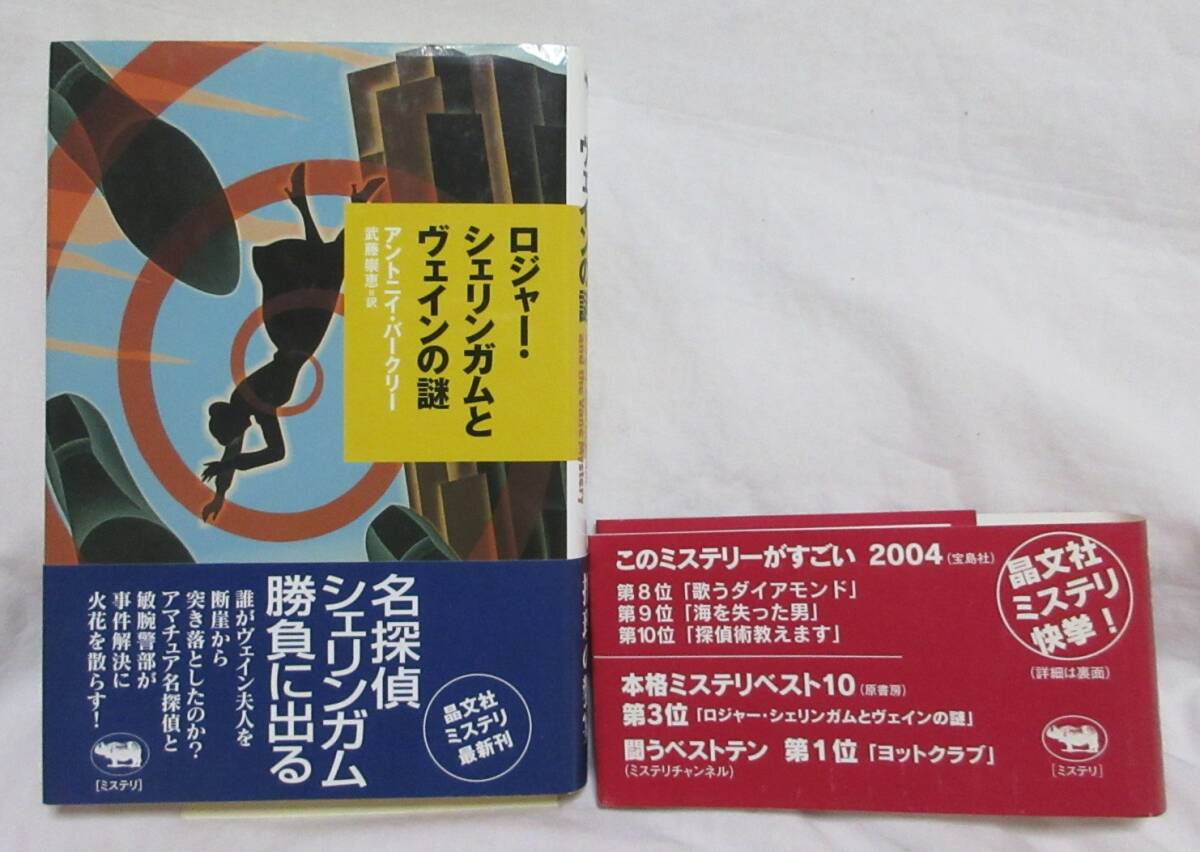 ロジャー・
シェリンガムと
ヴェインの謎
アントニイ・バークリー
武藤崇恵=訳
ヴェインの謎
and the Vane Mystery
名探偵
シェリンガム
勝負に出る
誰がヴェイン夫人を
断崖から
突き落としたのか?
アマチュア名探偵と
敏腕警部が
事件解決に
火花を散らす!
晶文社
ミステリ
最新刊
[ミステリ]
このミステリーがすごい 2004(宝島社)
第8位「歌うダイアモンド」
第9位「海を失った男」
第10位「探偵術教えます」
本格ミステリベスト10(原書房)
第3位「ロジャー・シェリンガムとヴェインの謎」
闘うベストテン 第1位「ヨットクラブ」
(ミステリチャンネル)
晶文社
ミステリ
快挙!
(詳細は裏面)
[ミステリ]